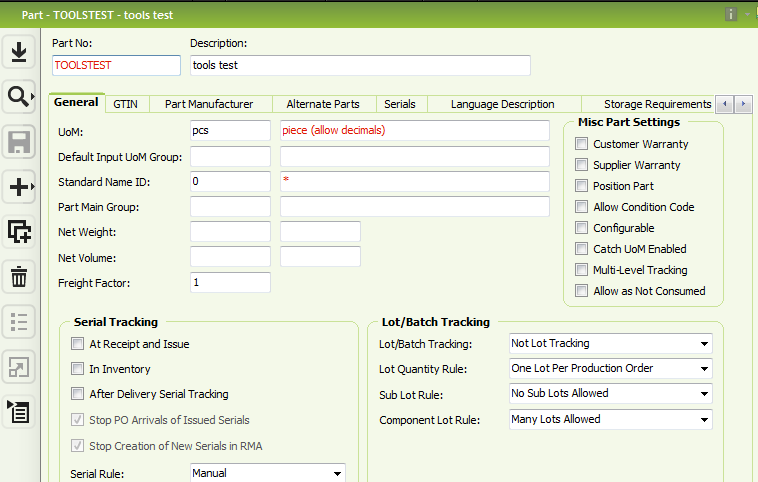 Part - TOOLSTEST - tools test
Part No: Description:
TOOLSTEST tools test
General GTIN Part Manufacturer Alternate Parts Serials Language Description Storage Requirements
UoM: pcs piece (allow decimals)
Default Input UoM Group:
Standard Name ID: 0 *
Part Main Group:
Net Weight:
Net Volume:
Freight Factor: 1
Misc Part Settings
Customer Warranty
Supplier Warranty
Position Part
Allow Condition Code
Configurable
Catch UoM Enabled
Multi-Level Tracking
Allow as Not Consumed
Serial Tracking
At Receipt and Issue
In Inventory
After Delivery Serial Tracking
Stop PO Arrivals of Issued Serials
Stop Creation of New Serials in RMA
Serial Rule: Manual
Lot/Batch Tracking
Lot/Batch Tracking: Not Lot Tracking
Lot Quantity Rule: One Lot Per Production Order
Sub Lot Rule: No Sub Lots Allowed
Component Lot Rule: Many Lots Allowed